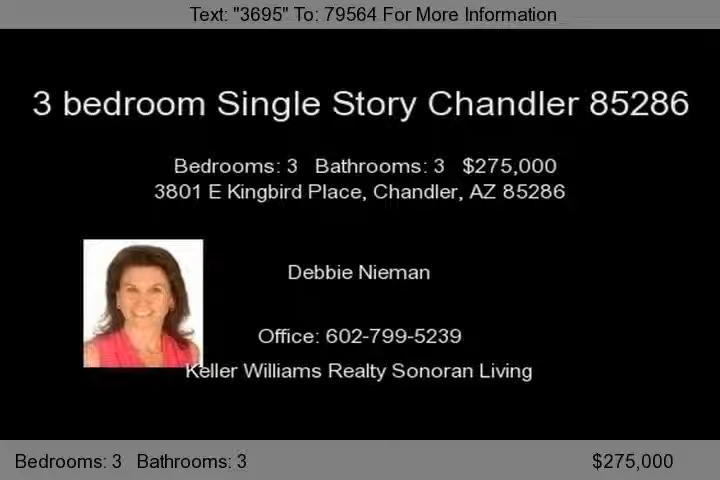 Text: "3695" To: 79564 For More Information
3 bedroom Single Story Chandler 85286
Bedrooms: 3 Bathrooms: 3 $275,000
3801 E Kingbird Place, Chandler, AZ 85286
Debbie Nieman
Office: 602-799-5239
Keller Williams Realty Sonoran Living
Bedrooms: 3 Bathrooms: 3 $275,000